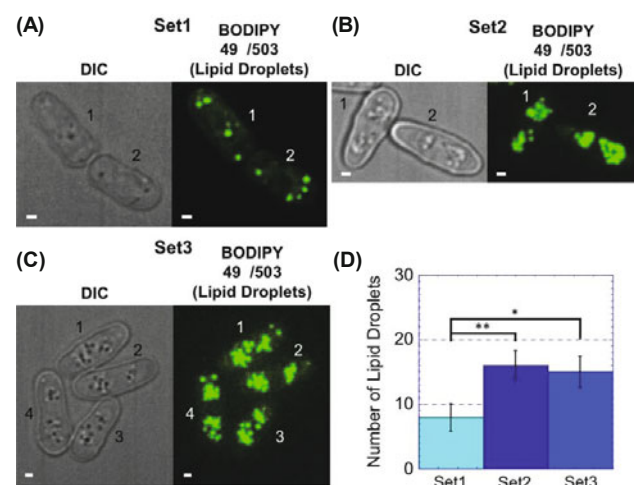 (A)
Set1
BODIPY
49 /503
(Lipid Droplets)
DIC
1
2
1
2
(B)
Set2
BODIPY
49 /503
(Lipid Droplets)
DIC
1
2
1
2
(C)
Set3
BODIPY
49 /503
(Lipid Droplets)
DIC
1
2
3
4
1
2
3
4
(D)
Number of Lipid Droplets
30
20
10
0
*
**
Set1 Set2 Set3